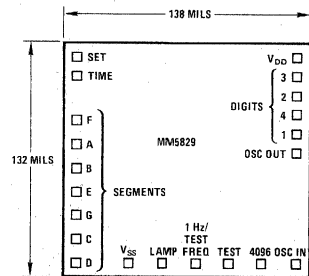 138 MILS
132 MILS
SET
TIME
V_DD
3
2
4
1
DIGITS
OSC OUT
F
A
B
E
G
C
D
SEGMENTS
MM5829
V_SS
LAMP
1 Hz/
TEST
FREQ
TEST
4096
OSC IN